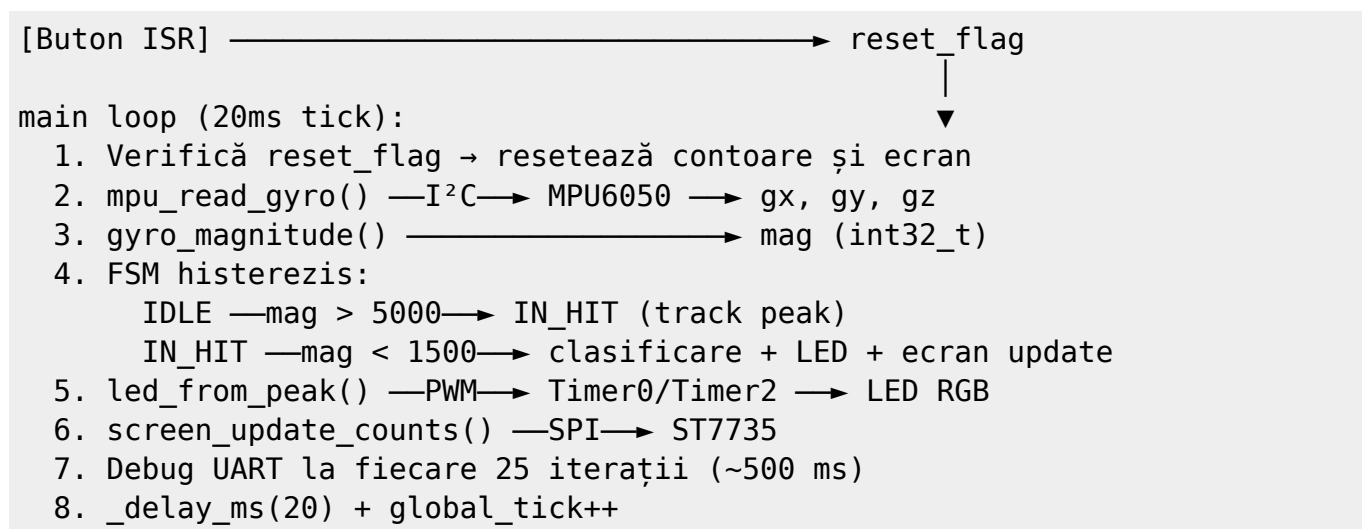 [Buton ISR] ──────────────────────────────────► reset_flag
│
main loop (20ms tick): ▼
1. Verifică reset_flag → resetează contoare și ecran
2. mpu_read_gyro() ──I²C──► MPU6050 ──► gx, gy, gz
3. gyro_magnitude() ───────────────────► mag (int32_t)
4. FSM histerezis:
IDLE ──mag > 5000──► IN_HIT (track peak)
IN_HIT ──mag < 1500──► clasificare + LED + ecran update
5. led_from_peak() ──PWM──► Timer0/Timer2 ──► LED RGB
6. screen_update_counts() ──SPI──► ST7735
7. Debug UART la fiecare 25 iterații (~500 ms)
8. _delay_ms(20) + global_tick++